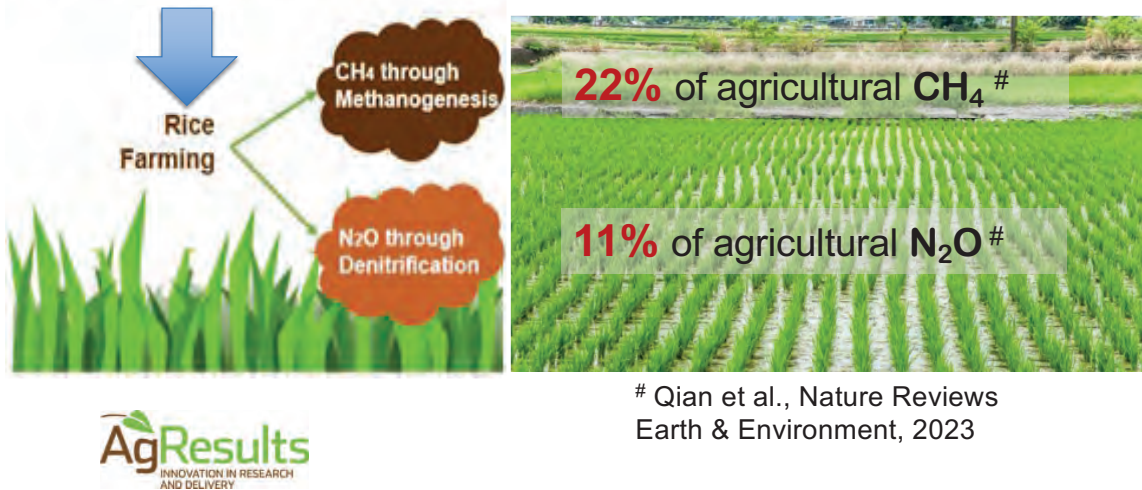 Rice
Farming
CH4 through
Methanogenesis
N2O through
Denitrification
22% of agricultural CH₄ #
11% of agricultural N₂O #
# Qian et al., Nature Reviews
Earth & Environment, 2023
AgResults
INNOVATION IN RESEARCH
AND DELIVERY